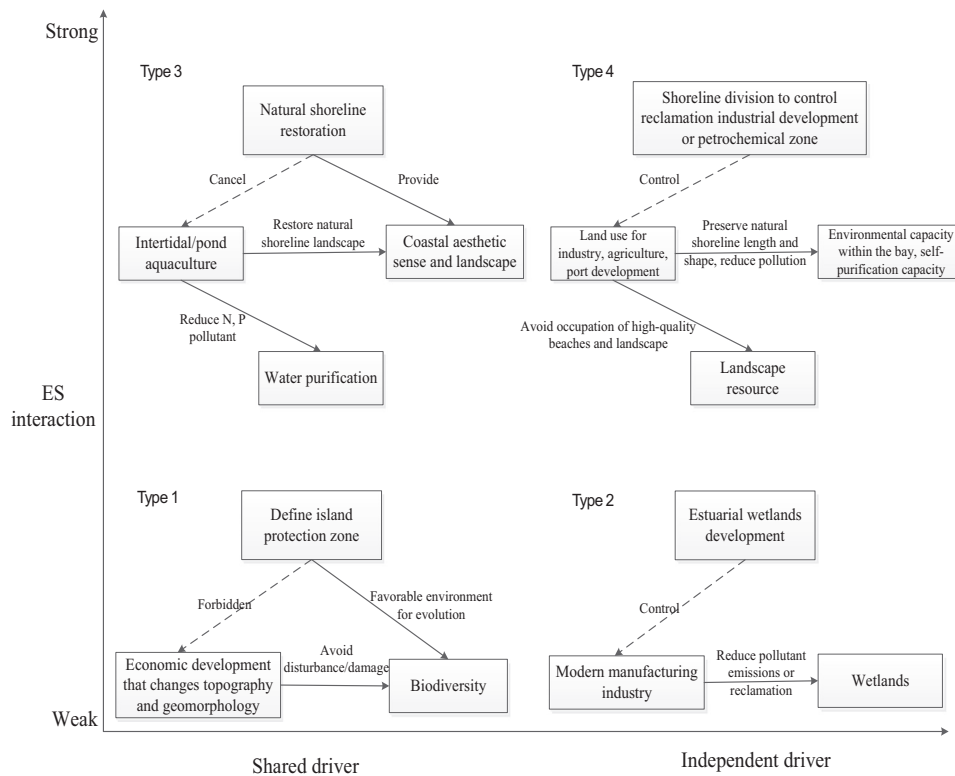 Strong
Type 3
Natural shoreline
restoration
Cancel
Provide
Intertidal/pond
aquaculture
Restore natural
shoreline landscape
Coastal aesthetic
sense and landscape
Reduce N, P
pollutant
Water purification
Type 4
Shoreline division to control
reclamation industrial development
or petrochemical zone
Control
Land use for
industry, agriculture,
port development
Preserve natural
shoreline length and
shape, reduce pollution
Environmental capacity
within the bay, self-
purification capacity
Avoid occupation of high-quality
beaches and landscape
Landscape
resource
ES
interaction
Type 1
Define island
protection zone
Forbidden
Favorable environment
for evolution
Economic development
that changes topography
and geomorphology
Avoid
disturbance/damage
Biodiversity
Type 2
Estuarial wetlands
development
Control
Modern manufacturing
industry
Reduce pollutant
emissions or
reclamation
Wetlands
Weak
Shared driver
Independent driver